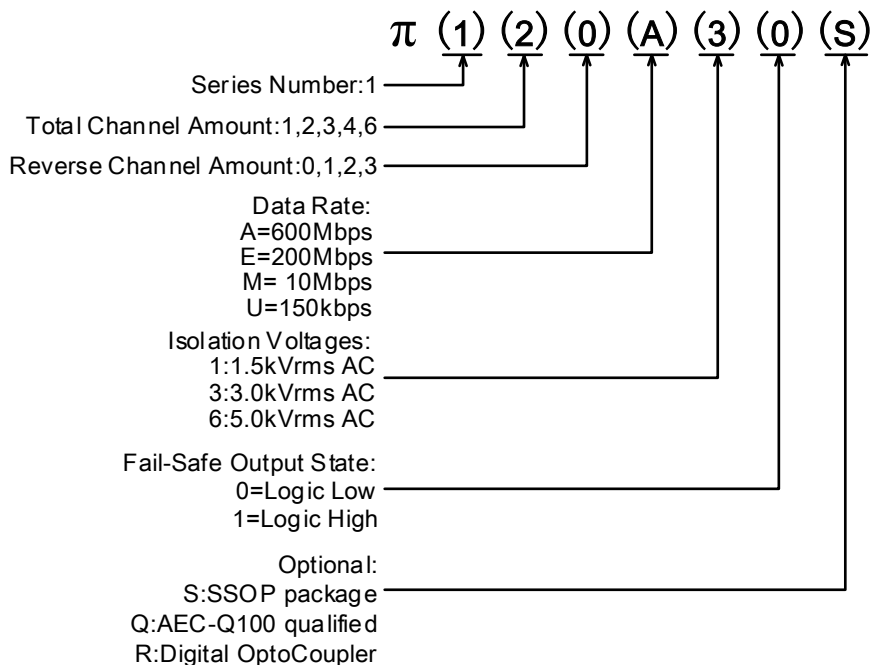 π (1) (2) (0) (A) (3) (0) (S)
Series Number:1
Total Channel Amount:1,2,3,4,6
Reverse Channel Amount:0,1,2,3
Data Rate:
A=600Mbps
E=200Mbps
M= 10Mbps
U=150kbps
Isolation Voltages:
1:1.5kVrms AC
3:3.0kVrms AC
6:5.0kVrms AC
Fail-Safe Output State:
0=Logic Low
1=Logic High
Optional:
S:SSOP package
Q:AEC-Q100 qualified
R:Digital OptoCoupler